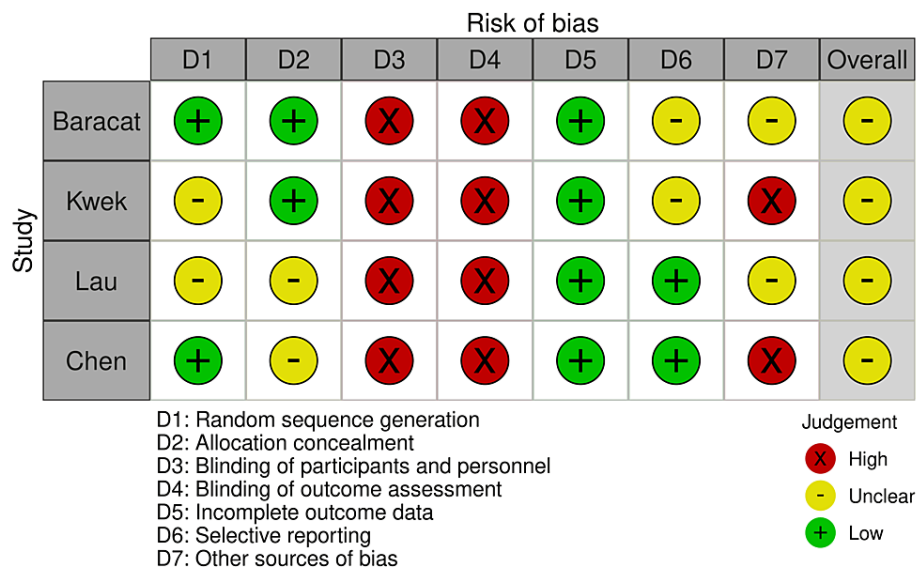 Risk of bias
D1 D2 D3 D4 D5 D6 D7 Overall
Study
Baracat + + X X + - - -
Kwek - + X X + - X -
Lau - - X X + + - -
Chen + - X X + + X -
D1: Random sequence generation
D2: Allocation concealment
D3: Blinding of participants and personnel
D4: Blinding of outcome assessment
D5: Incomplete outcome data
D6: Selective reporting
D7: Other sources of bias
Judgement
X High
- Unclear
+ Low